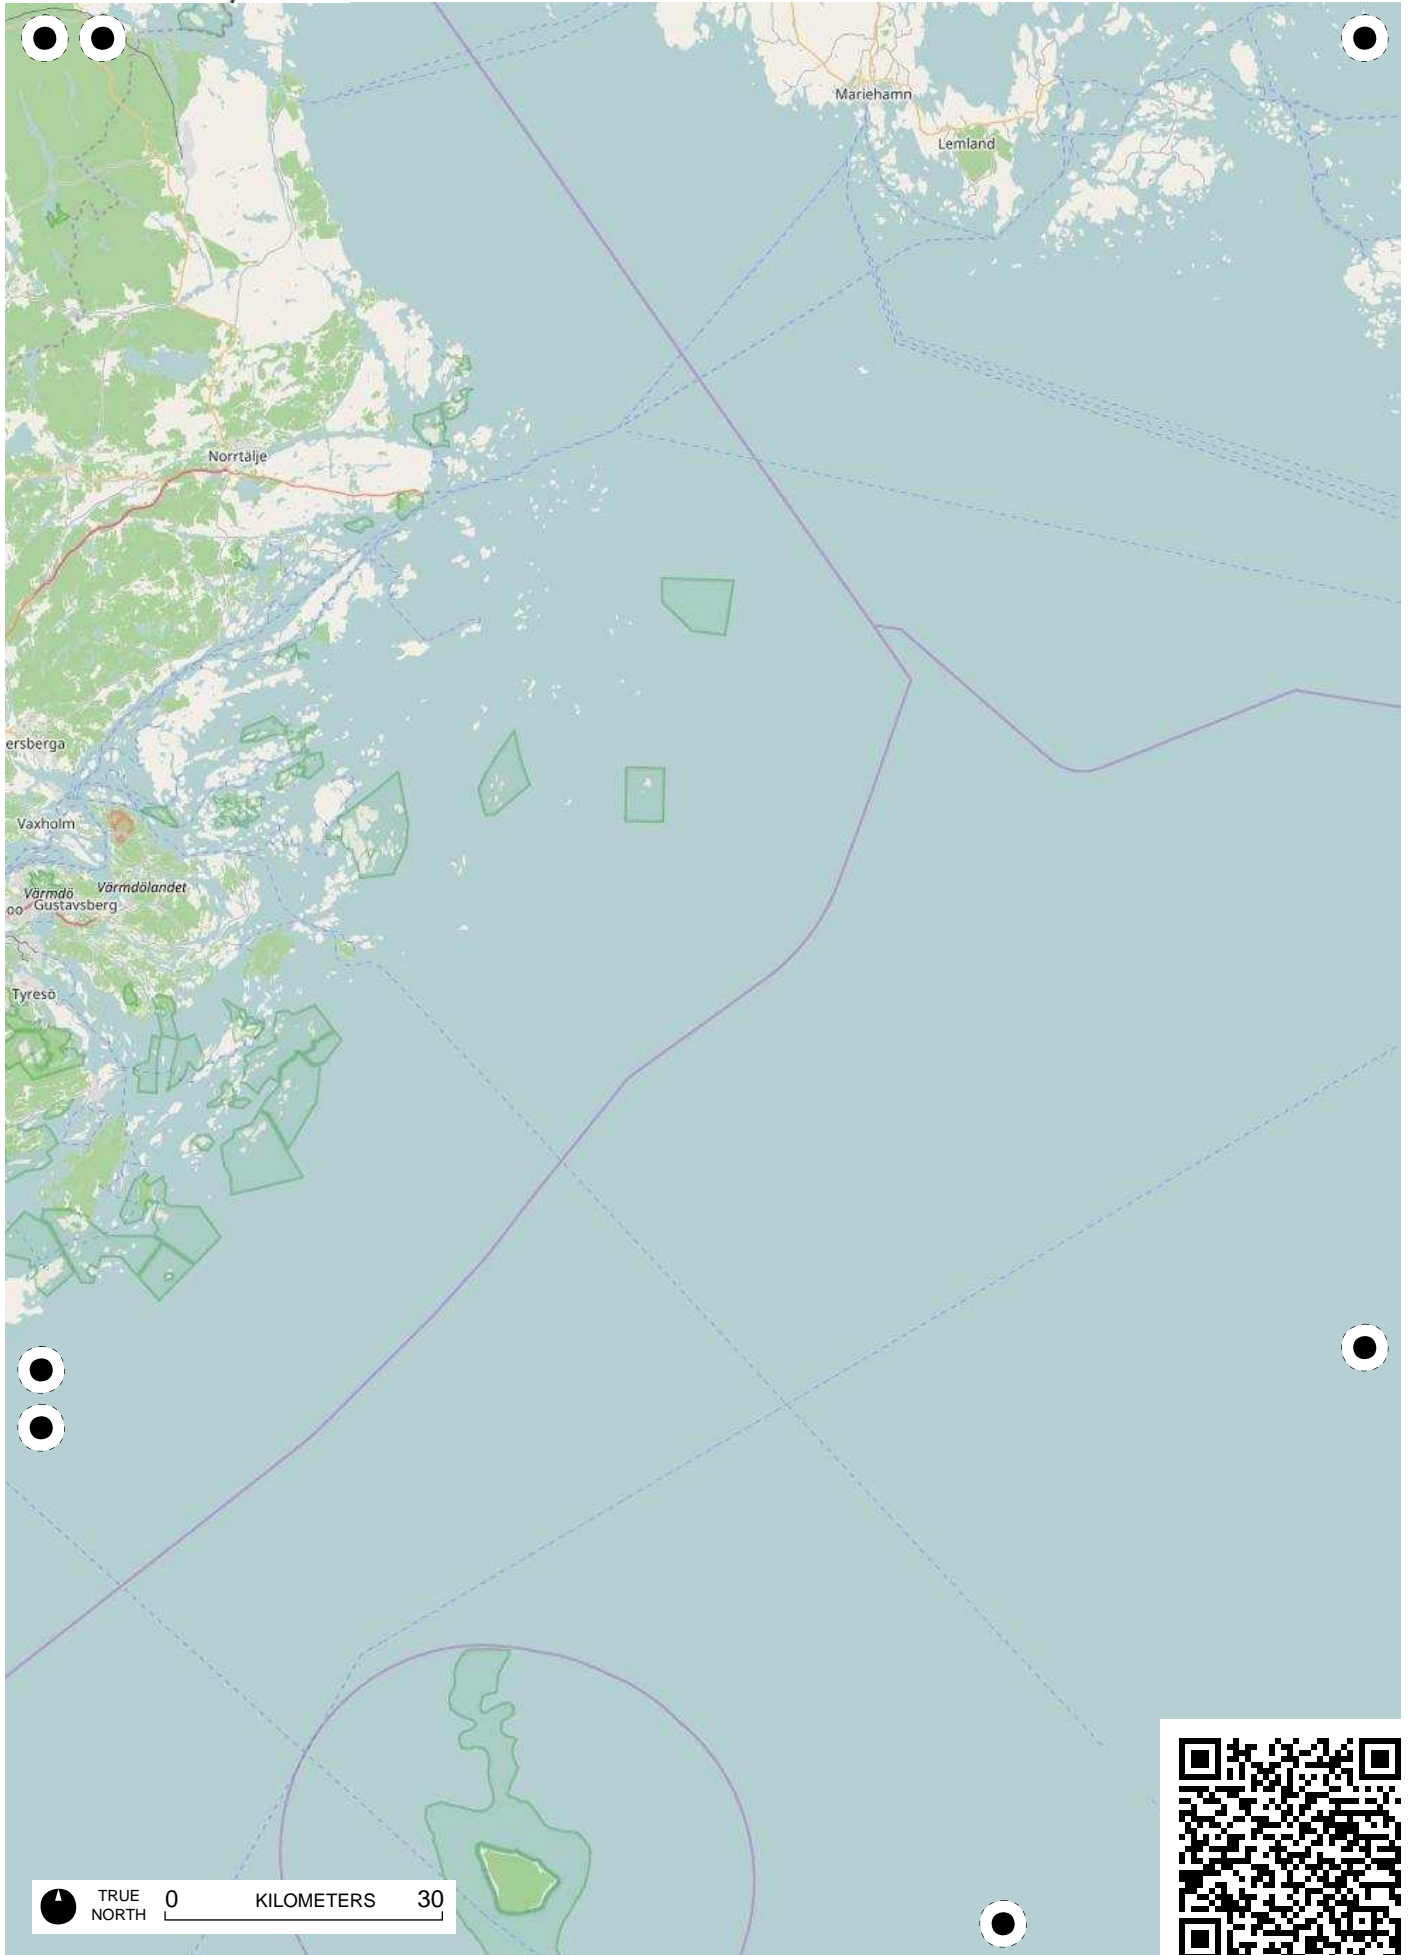 Mariehamn
Lemland
Norrtälje
ersberga
Vaxholm
Värmdö
Värmdölandet
oo
Gustavsberg
Tyresö
TRUE
NORTH
0
KILOMETERS
30